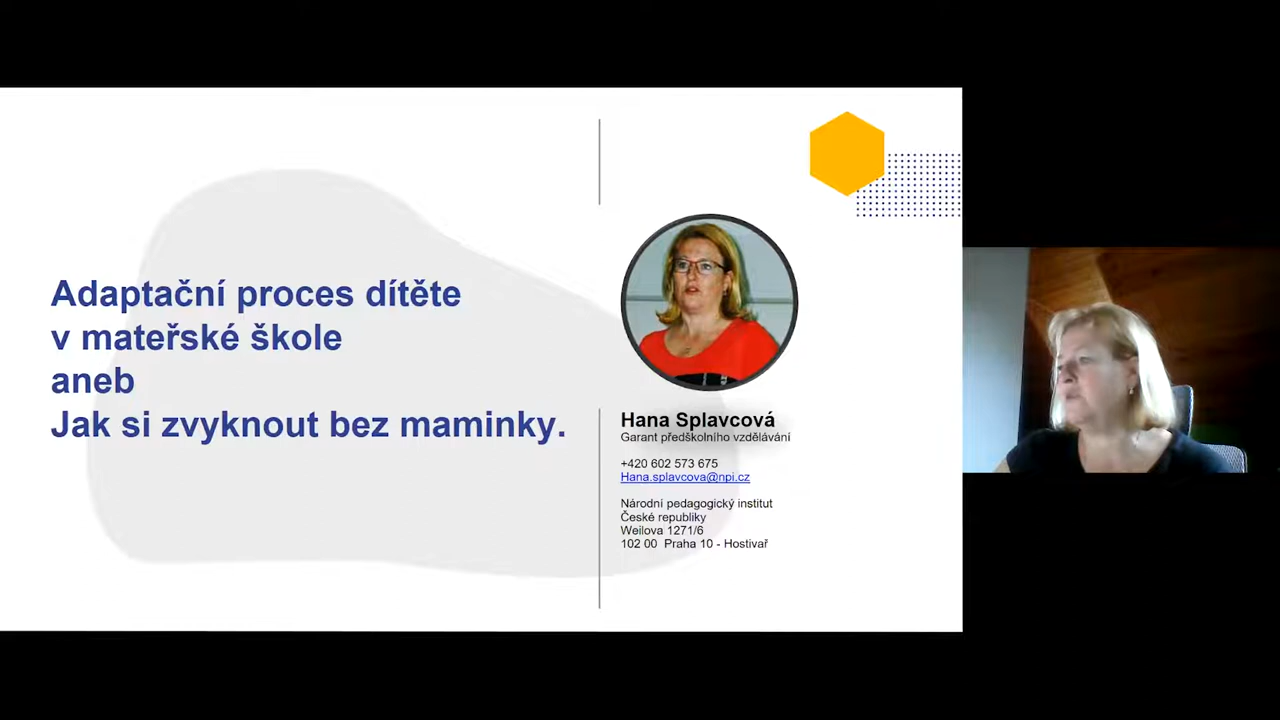 Adaptační proces dítěte
v mateřské škole
aneb
Jak si zvyknout bez maminky.
Hana Splavcová
Garant předškolního vzdělávání
+420 602 573 675
Hana.splavcova@npi.cz
Národní pedagogický institut
České republiky
Weilova 1271/6
102 00 Praha 10 - Hostivař